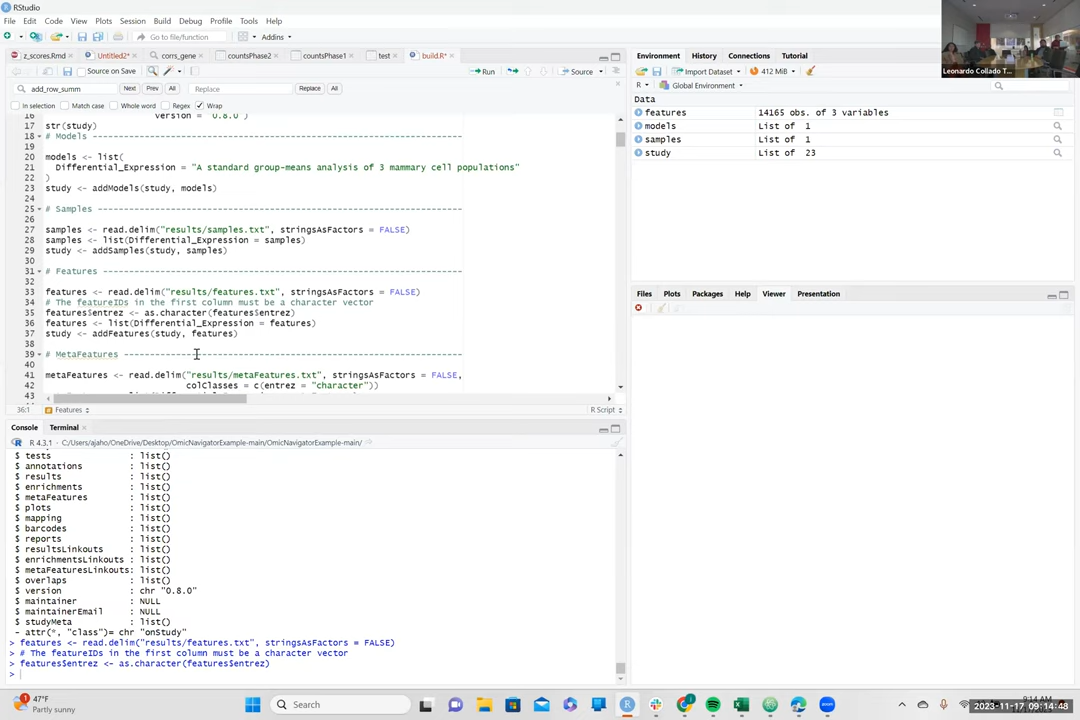 RStudio
File Edit Code View Plots Session Build Debug Profile Tools Help
Go to file/function
Addins
z_scores.Rmd
Untitled2*
corrs_gene
countsPhase2
countsPhase1
test
build.R*
Source on Save
Run
Source
add_row_summ
Next
Prev
All
Replace
Replace
All
In selection
Match case
Whole word
Regex
Wrap
16 version = "0.8.0")
17 str(study)
18 # Models
19
20 models <- list(
21 Differential_Expression = "A standard group-means analysis of 3 mammary cell populations"
22 )
23 study <- addModels(study, models)
24
25 # Samples
26
27 samples <- read.delim("results/samples.txt", stringsAsFactors = FALSE)
28 samples <- list(Differential_Expression = samples)
29 study <- addSamples(study, samples)
30
31 # Features
32
33 features <- read.delim("results/features.txt", stringsAsFactors = FALSE)
34 # The featureIDs in the first column must be a character vector
35 features$entrez <- as.character(features$entrez)
36 features <- list(Differential_Expression = features)
37 study <- addFeatures(study, features)
38
39 # MetaFeatures
40
41 metaFeatures <- read.delim("results/metaFeatures.txt", stringsAsFactors = FALSE,
42 colClasses = c(entrez = "character"))
43
36:1
Features
R Script
Console
Terminal
R 4.3.1 · C:/Users/ajaho/OneDrive/Desktop/OmicNavigatorExample-main/OmicNavigatorExample-main/
$ tests : list()
$ annotations : list()
$ results : list()
$ enrichments : list()
$ metaFeatures : list()
$ plots : list()
$ mapping : list()
$ barcodes : list()
$ reports : list()
$ resultsLinkouts : list()
$ enrichmentsLinkouts : list()
$ metaFeaturesLinkouts: list()
$ overlaps : list()
$ version : chr "0.8.0"
$ maintainer : NULL
$ maintainerEmail : NULL
$ studyMeta : list()
- attr(*, "class")= chr "onStudy"
> features <- read.delim("results/features.txt", stringsAsFactors = FALSE)
> # The featureIDs in the first column must be a character vector
> features$entrez <- as.character(features$entrez)
>
Environment
History
Connections
Tutorial
Import Dataset
412 MiB
R
Global Environment
Data
features 14165 obs. of 3 variables
models List of 1
samples List of 1
study List of 23
Files
Plots
Packages
Help
Viewer
Presentation
Leonardo Collado T...
47°F
Partly sunny
Search
2023-11-17 09:14:48